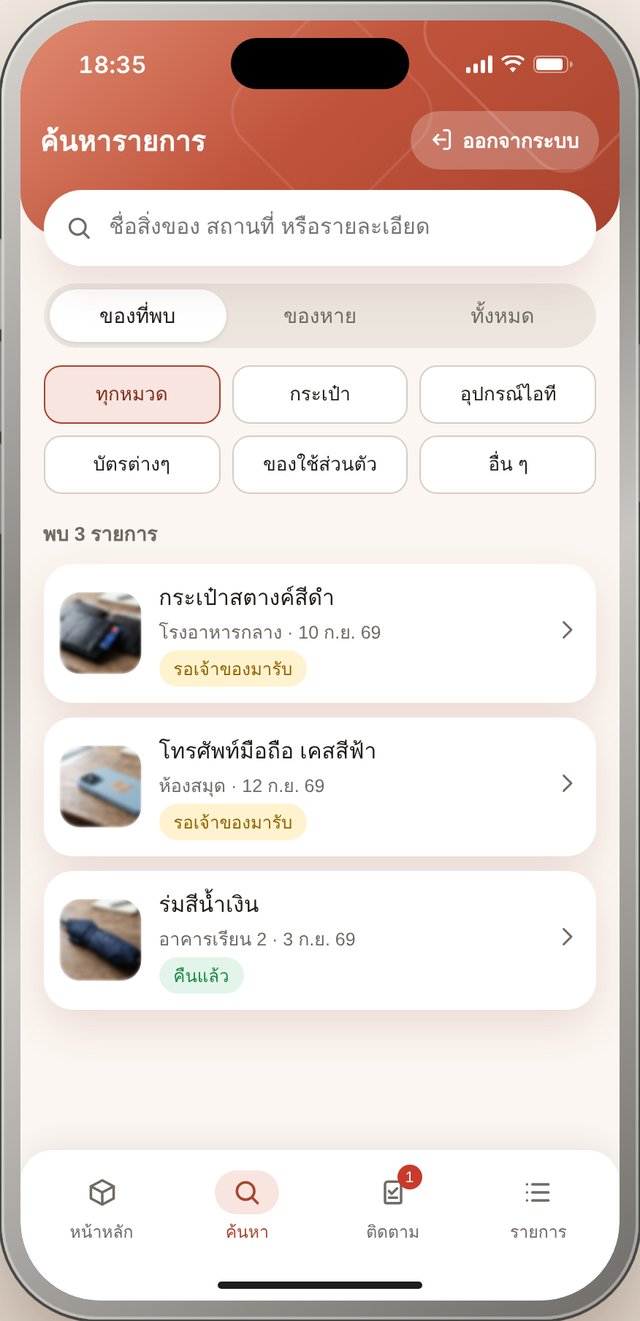 18:35
ค้นหารายการ
ออกจากระบบ
ชื่อสิ่งของ สถานที่ หรือรายละเอียด
ของที่พบ ของหาย ทั้งหมด
ทุกหมวด กระเป๋า อุปกรณ์ไอที
บัตรต่างๆ ของใช้ส่วนตัว อื่น ๆ
พบ 3 รายการ
กระเป๋าสตางค์สีดำ
โรงอาหารกลาง · 10 ก.ย. 69
รอเจ้าของมารับ
โทรศัพท์มือถือ เคสสีฟ้า
ห้องสมุด · 12 ก.ย. 69
รอเจ้าของมารับ
ร่มสีน้ำเงิน
อาคารเรียน 2 · 3 ก.ย. 69
คืนแล้ว
1
หน้าหลัก ค้นหา ติดตาม รายการ